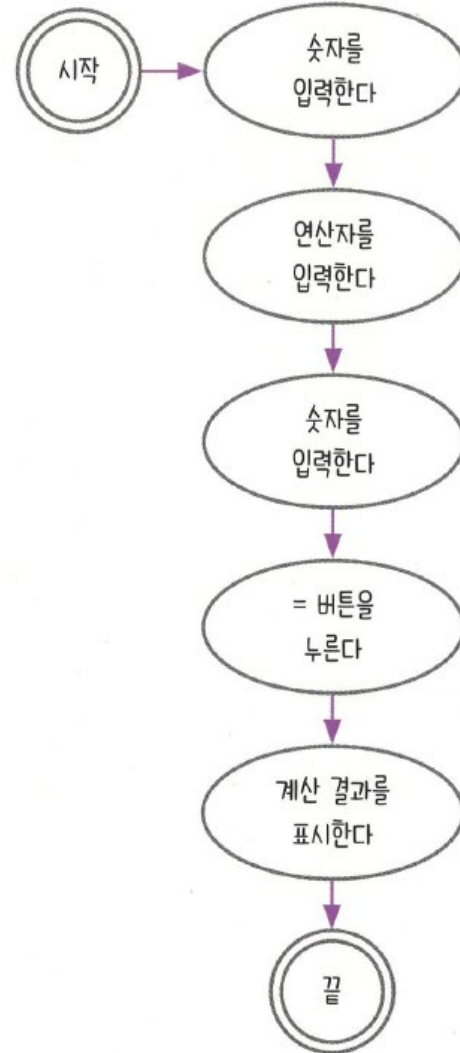 시작
숫자를
입력한다
연산자를
입력한다
숫자를
입력한다
= 버튼을
누른다
계산 결과를
표시한다
끝